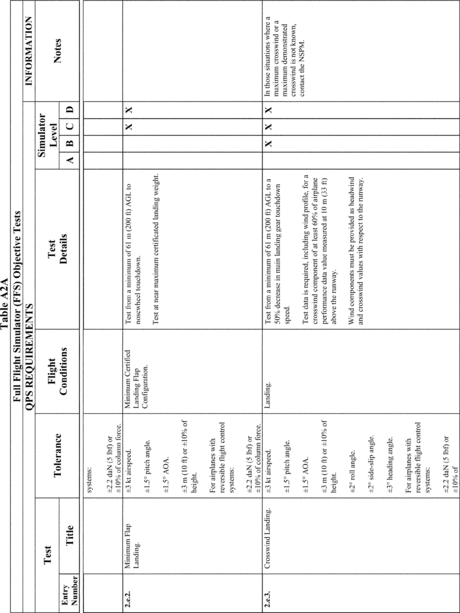 Table A2A
Full Flight Simulator (FFS) Objective Tests
QPS REQUIREMENTS
INFORMATION
Test
Tolerance
Flight
Conditions
Test
Details
Simulator
Level
Notes
Entry
Number
Title
A
B
C
D
systems:
±2.2 daN (5 lbf) or
±10% of column force.
2.e.2.
Minimum Flap
Landing.
±3 kt airspeed.
±1.5° pitch angle.
±1.5° AOA.
±3 m (10 ft) or ±10% of
height.
For airplanes with
reversible flight control
systems:
±2.2 daN (5 lbf) or
±10% of column force.
Minimum Certified
Landing Flap
Configuration.
Test from a minimum of 61 m (200 ft) AGL to
nosewheel touchdown.
Test at near maximum certificated landing weight.
X
X
2.e.3.
Crosswind Landing.
±3 kt airspeed.
±1.5° pitch angle.
±1.5° AOA.
±3 m (10 ft) or ±10% of
height.
±2° roll angle.
±2° side-slip angle.
±3° heading angle.
For airplanes with
reversible flight control
systems:
±2.2 daN (5 lbf) or
±10% of
Landing.
Test from a minimum of 61 m (200 ft) AGL to a
50% decrease in main landing gear touchdown
speed.
Test data is required, including wind profile, for a
crosswind component of at least 60% of airplane
performance data value measured at 10 m (33 ft)
above the runway.
Wind components must be provided as headwind
and crosswind values with respect to the runway.
X
X
X
In those situations where a
maximum crosswind or a
maximum demonstrated
crosswind is not known,
contact the NSPM.